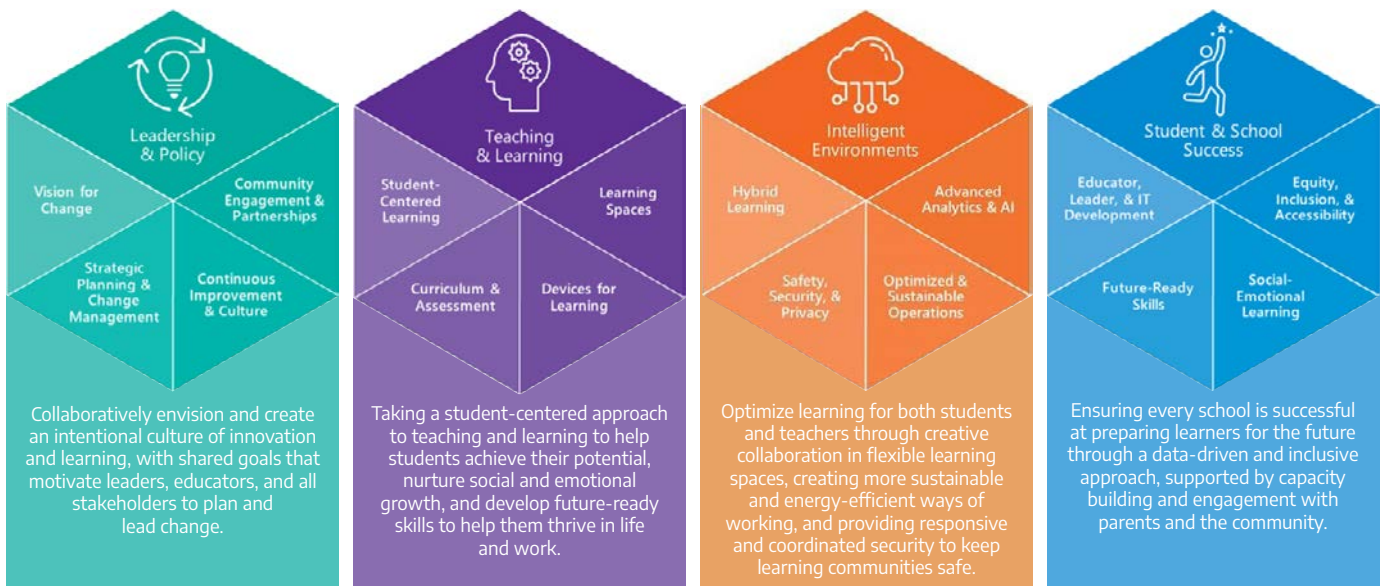 Leadership
& Policy
Vision for
Change
Community
Engagement &
Partnerships
Strategic
Planning &
Change
Management
Continuous
Improvement
& Culture
Collaboratively envision and create
an intentional culture of innovation
and learning, with shared goals that
motivate leaders, educators, and all
stakeholders to plan and
lead change.
Teaching
& Learning
Student-
Centered
Learning
Learning
Spaces
Curriculum &
Assessment
Devices for
Learning
Taking a student-centered approach
to teaching and learning to help
students achieve their potential,
nurture social and emotional
growth, and develop future-ready
skills to help them thrive in life
and work.
Intelligent
Environments
Hybrid
Learning
Advanced
Analytics & AI
Safety,
Security, &
Privacy
Optimized &
Sustainable
Operations
Optimize learning for both students
and teachers through creative
collaboration in flexible learning
spaces, creating more sustainable
and energy-efficient ways of
working, and providing responsive
and coordinated security to keep
learning communities safe.
Student & School
Success
Educator,
Leader, & IT
Development
Equity,
Inclusion, &
Accessibility
Future-Ready
Skills
Social-
Emotional
Learning
Ensuring every school is successful
at preparing learners for the future
through a data-driven and inclusive
approach, supported by capacity
building and engagement with
parents and the community.